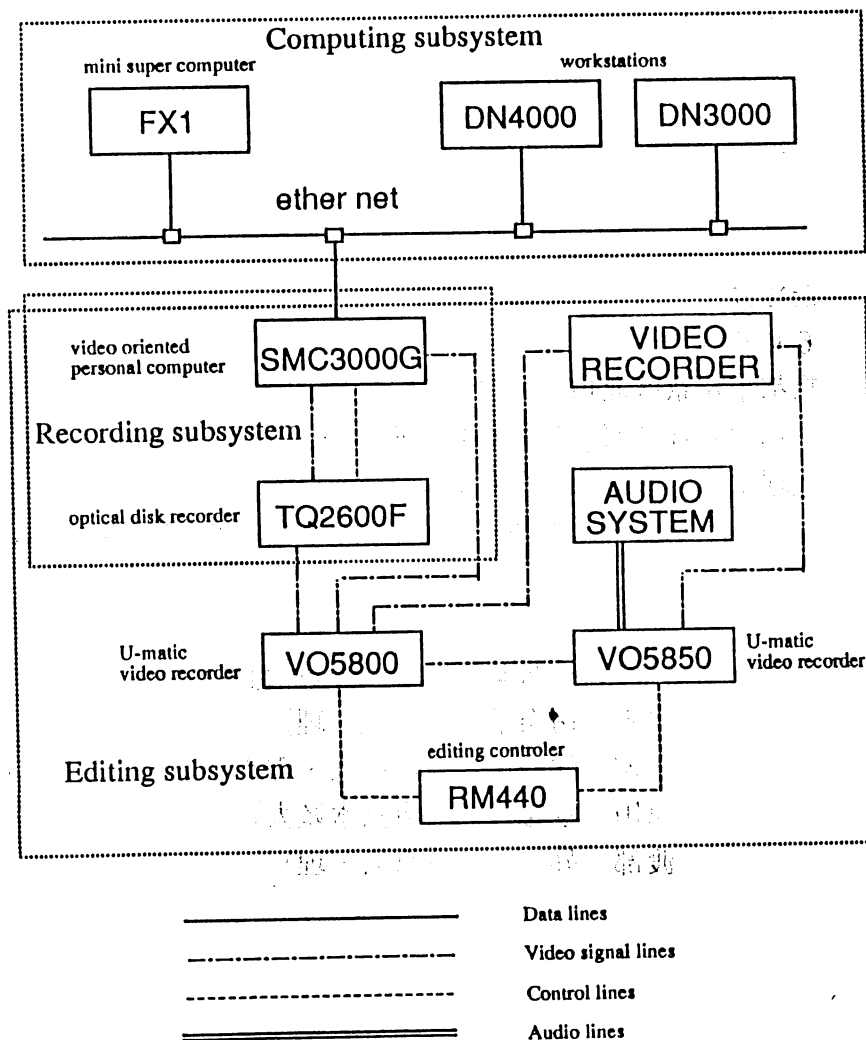 Computing subsystem
mini super computer
workstations
FX1
DN4000
DN3000
ether net
video oriented
personal computer
SMC3000G
VIDEO
RECORDER
Recording subsystem
optical disk recorder
TQ2600F
AUDIO
SYSTEM
U-matic
video recorder
VO5800
VO5850
U-matic
video recorder
editing controler
Editing subsystem
RM440
Data lines
Video signal lines
Control lines
Audio lines